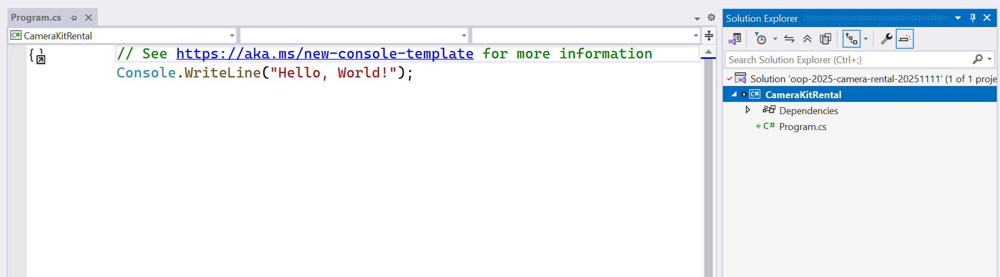 Program.cs
CameraKitRental
// See https://aka.ms/new-console-template for more information
Console.WriteLine("Hello, World!");
Solution Explorer
Search Solution Explorer (Ctrl+;)
Solution 'oop-2025-camera-rental-20251111' (1 of 1 proje
C# CameraKitRental
Dependencies
C# Program.cs